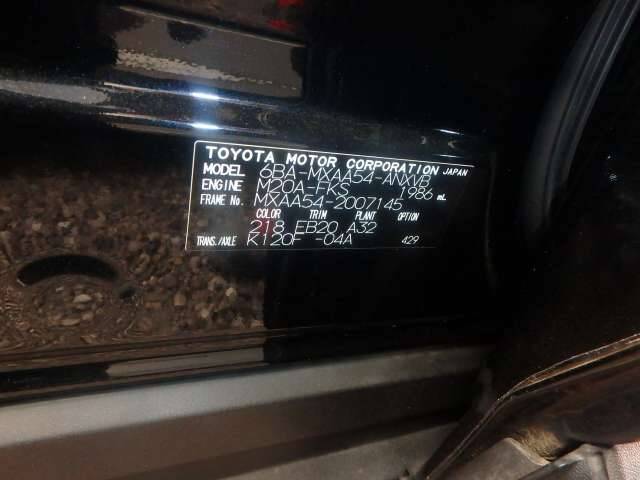 TOYOTA MOTOR CORPORATION JAPAN
MODEL 6BA-MXAA54-ANXVB
ENGINE M20A-FKS 1986 mL
FRAME No. MXAA54-2007145
COLOR TRIM PLANT OPTION
218 EB20 A32
TRANS./AXLE K120F -04A 429